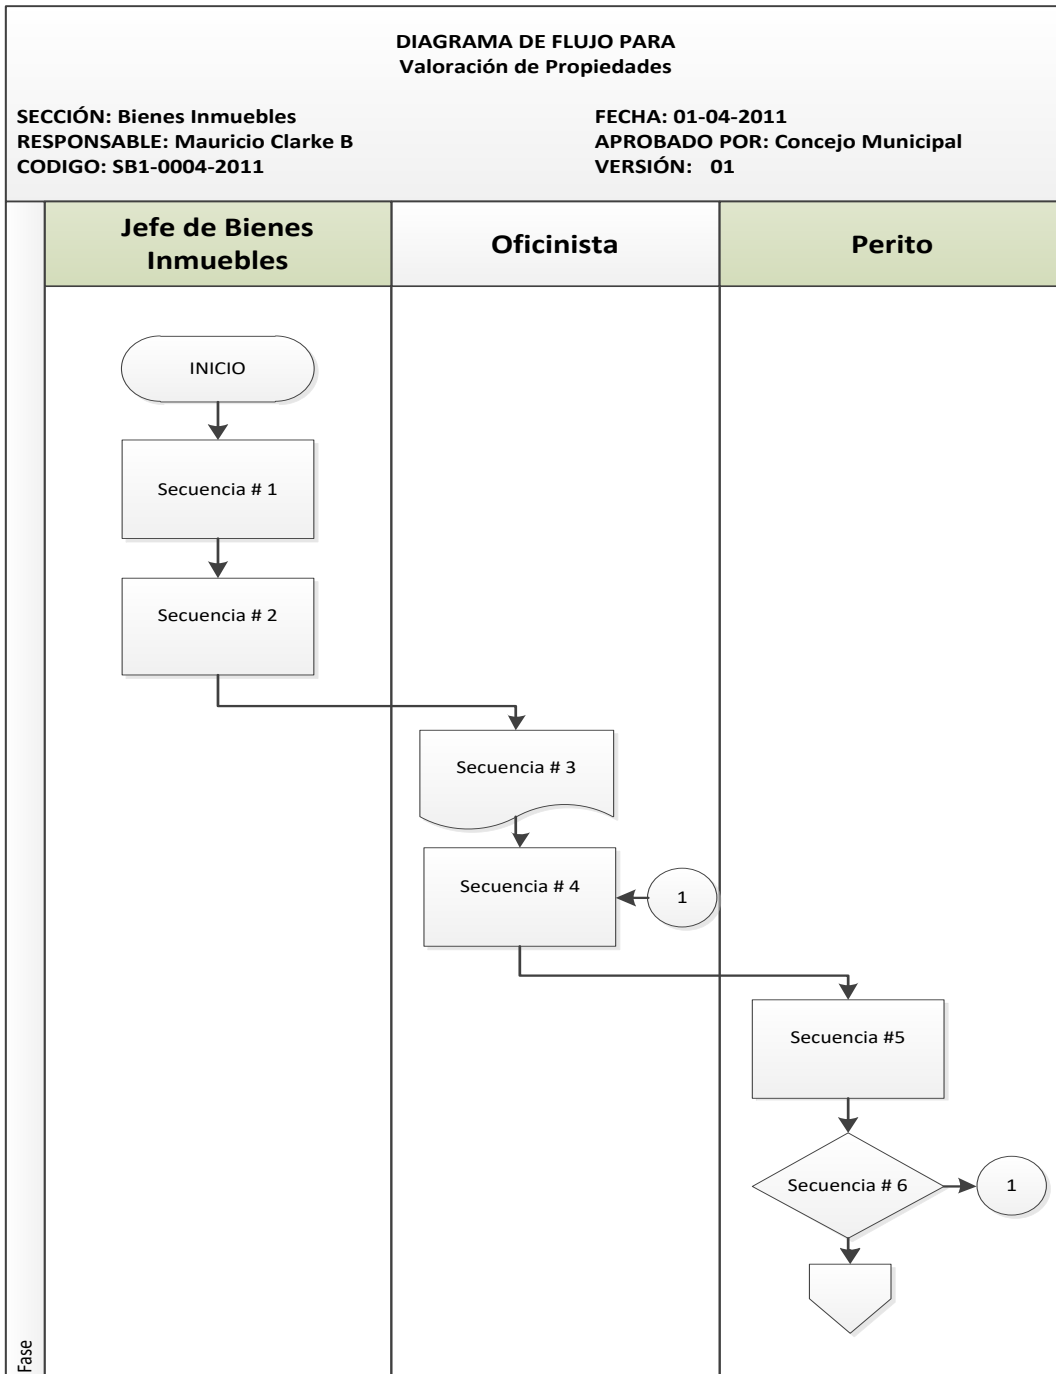 DIAGRAMA DE FLUJO PARA
Valoración de Propiedades
SECCIÓN: Bienes Inmuebles
RESPONSABLE: Mauricio Clarke B
CODIGO: SB1-0004-2011
FECHA: 01-04-2011
APROBADO POR: Concejo Municipal
VERSIÓN: 01
Jefe de Bienes
Inmuebles
Oficinista
Perito
INICIO
Secuencia # 1
Secuencia # 2
Secuencia # 3
Secuencia # 4
1
Secuencia #5
Secuencia # 6
1
Fase